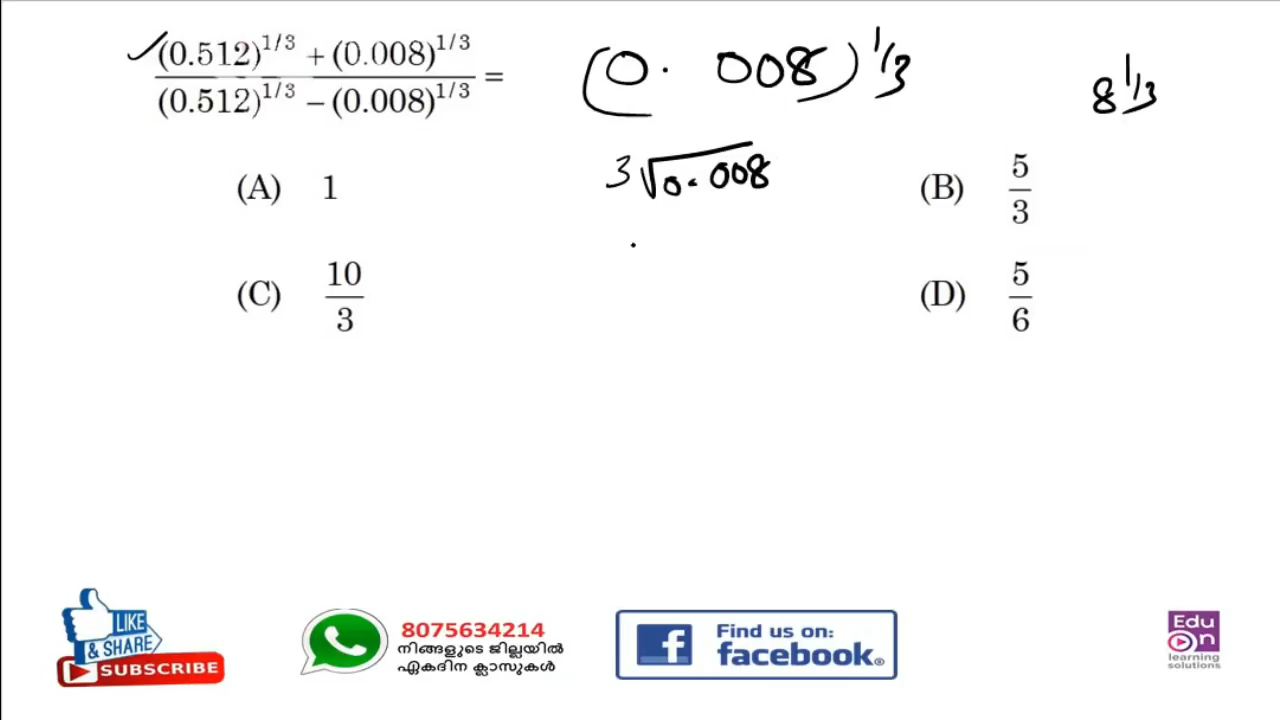 (0.512)^{1/3} + (0.008)^{1/3}
(0.512)^{1/3} − (0.008)^{1/3} =
(0.008)^{1/3}
8^{1/3}
3√0.008
(A) 1
(B) 5/3
(C) 10/3
(D) 5/6
LIKE
& SHARE
SUBSCRIBE
8075634214
നിങ്ങളുടെ ജില്ലയിൽ
ഏകദിന ക്ലാസുകൾ
Find us on:
facebook®
Edu
On
learning
solutions